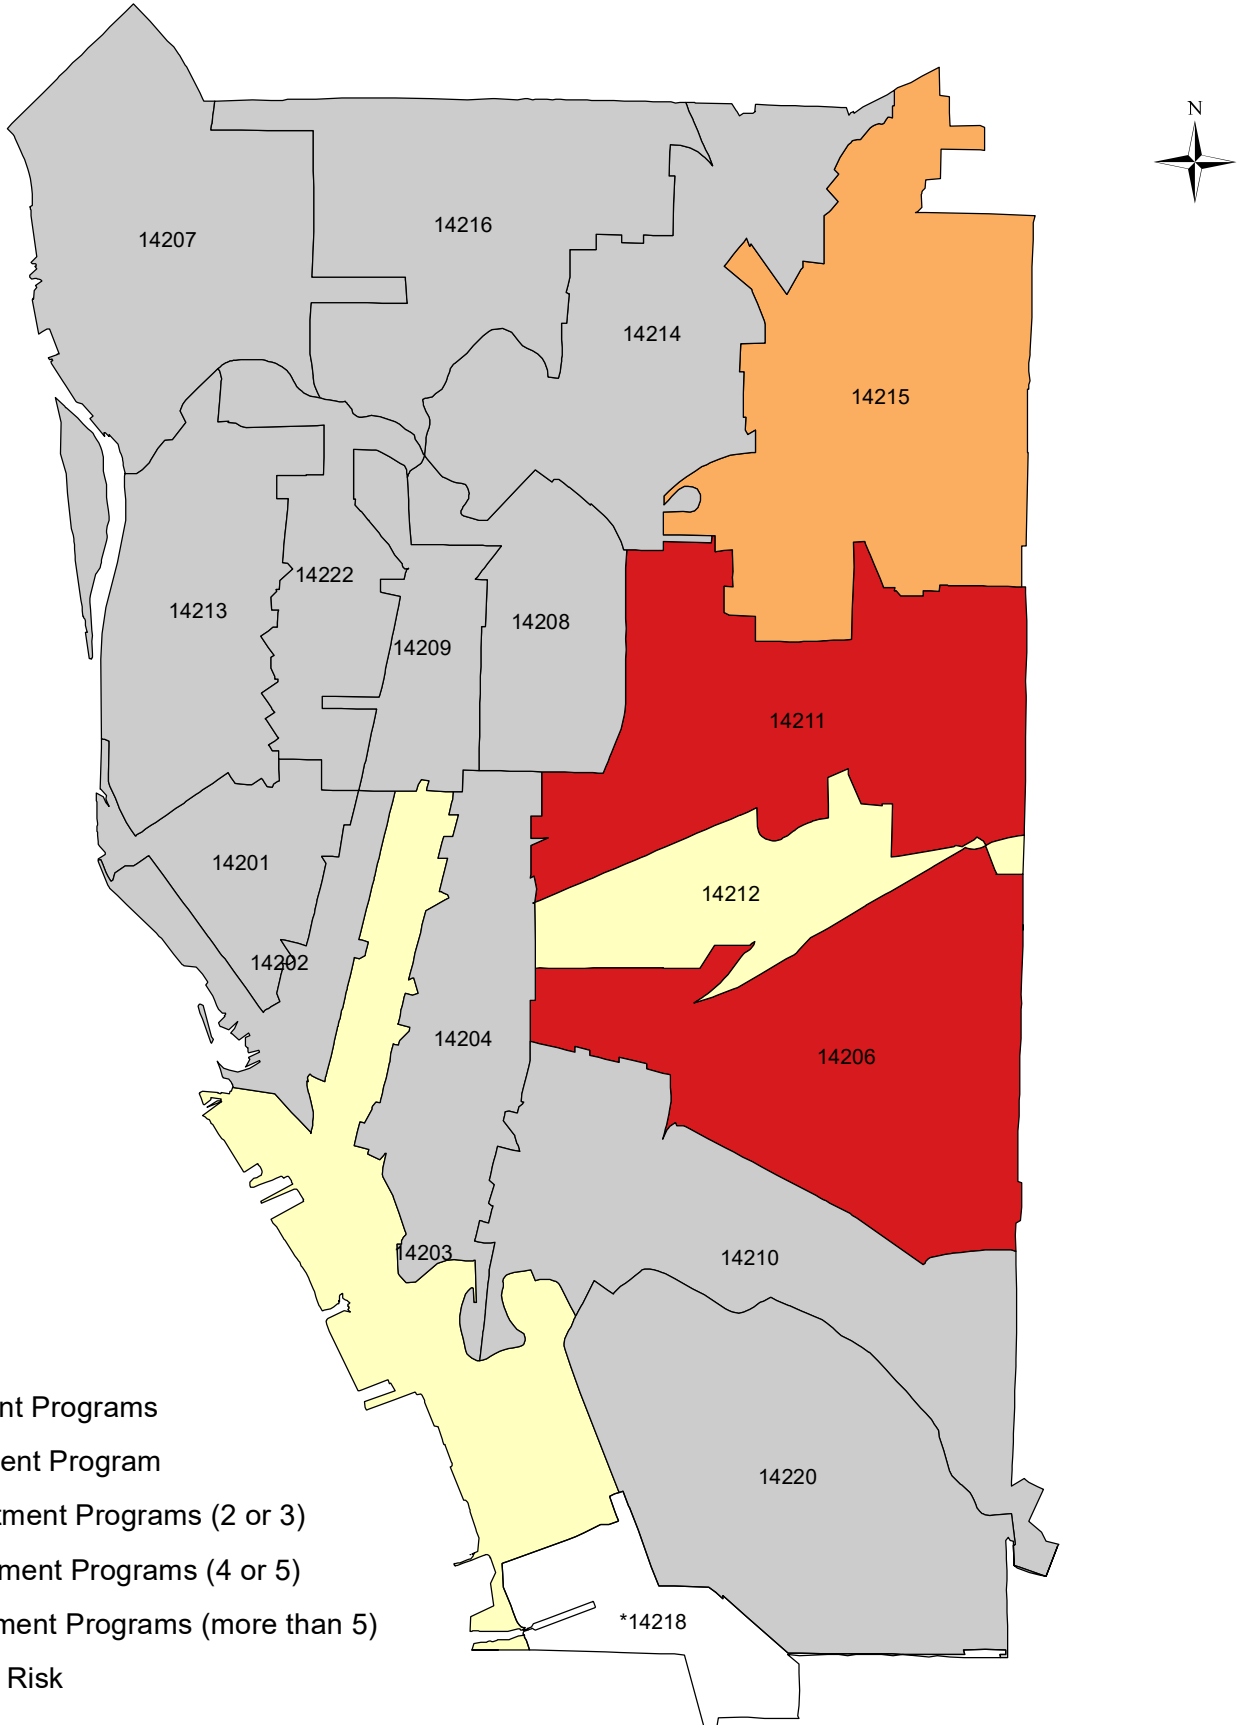 N
14207
14216
14214
14215
14222
14213
14209
14208
14211
14201
14212
14202
14204
14206
14203
14210
14220
*14218
nt Programs
ent Program
tment Programs (2 or 3)
ment Programs (4 or 5)
ment Programs (more than 5)
Risk